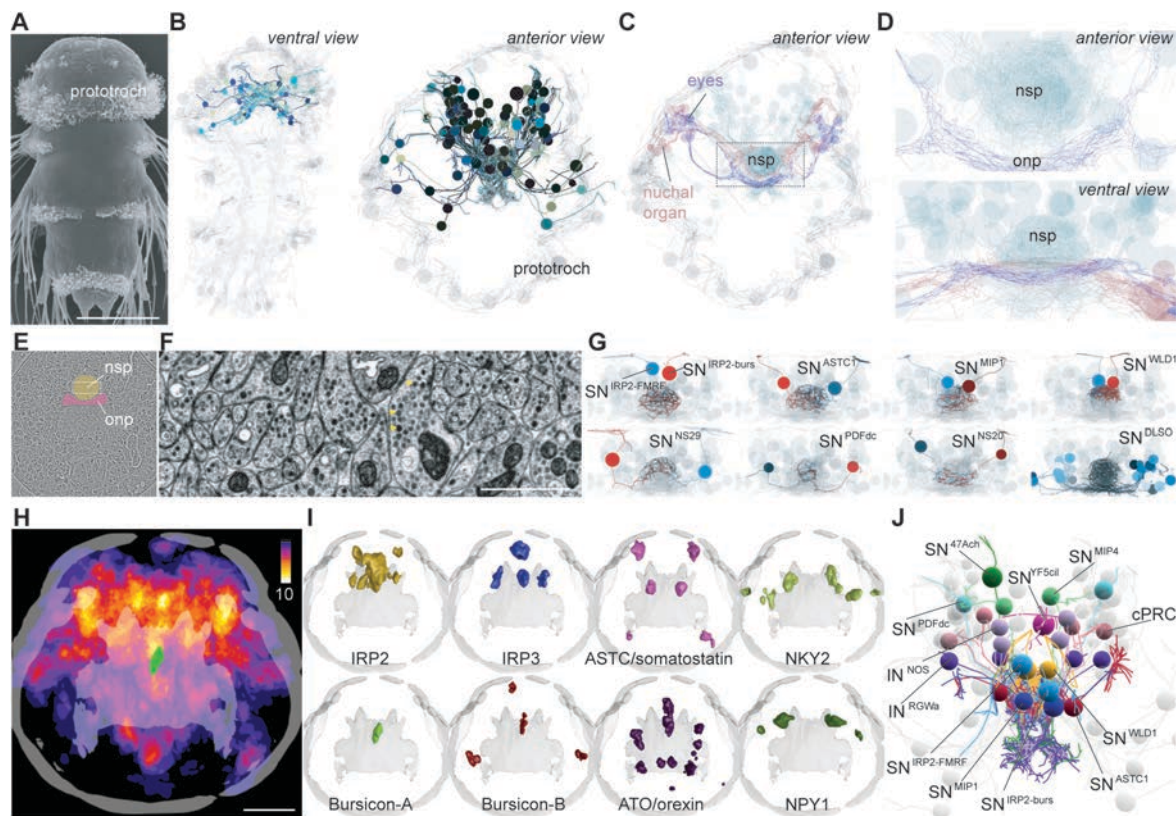 A
prototroch
B
ventral view
anterior view
prototroch
C
anterior view
eyes
nsp
nuchal
organ
D
anterior view
nsp
onp
ventral view
nsp
E
nsp
onp
F
G
SN IRP2-burs
SN IRP2-FMRF
SN ASTC1
SN MIP1
SN WLD1
SN NS29
SN PDFdc
SN NS20
SN DLSO
H
10
I
IRP2
IRP3
ASTC/somatostatin
NKY2
Bursicon-A
Bursicon-B
ATO/orexin
NPY1
J
SN 47Ach
SN MIP4
SN YF5cil
cPRC
SN PDFdc
IN NOS
IN RGWa
SN WLD1
SN IRP2-FMRF
SN ASTC1
SN MIP1
SN IRP2-burs